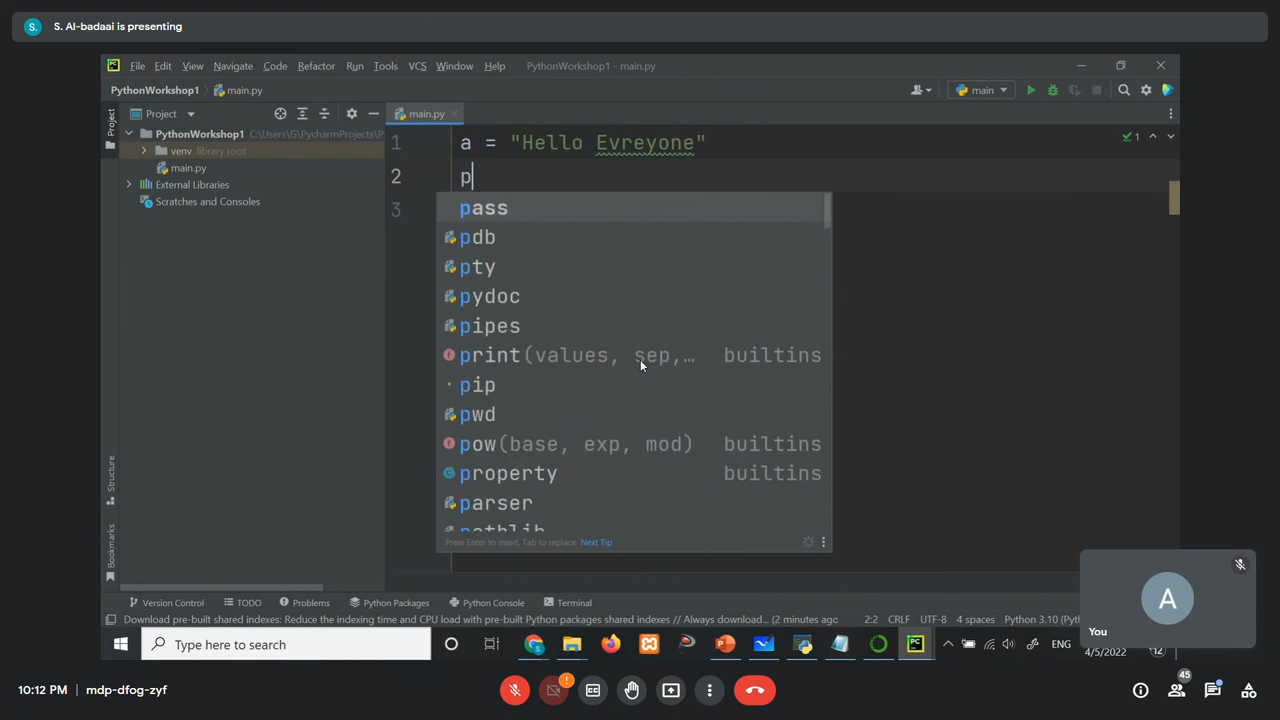 S. S. Al-badaai is presenting
File Edit View Navigate Code Refactor Run Tools VCS Window Help PythonWorkshop1 - main.py
PythonWorkshop1 main.py main
Project main.py
PythonWorkshop1 C:\Users\G\PycharmProjects\P
venv library root
main.py
External Libraries
Scratches and Consoles
Project
Structure
Bookmarks
1 a = "Hello Evreyone"
2 p
3
1
pass
pdb
pty
pydoc
pipes
print(values, sep,… builtins
pip
pwd
pow(base, exp, mod) builtins
property builtins
parser
pathlib
Press Enter to insert, Tab to replace Next Tip
Version Control TODO Problems Python Packages Python Console Terminal
Download pre-built shared indexes: Reduce the indexing time and CPU load with pre-built Python packages shared indexes // Always download... (2 minutes ago 2:2 CRLF UTF-8 4 spaces Python 3.10 (Pyt
Type here to search
ENG
4/5/2022
12
A
You
10:12 PM mdp-dfog-zyf
45